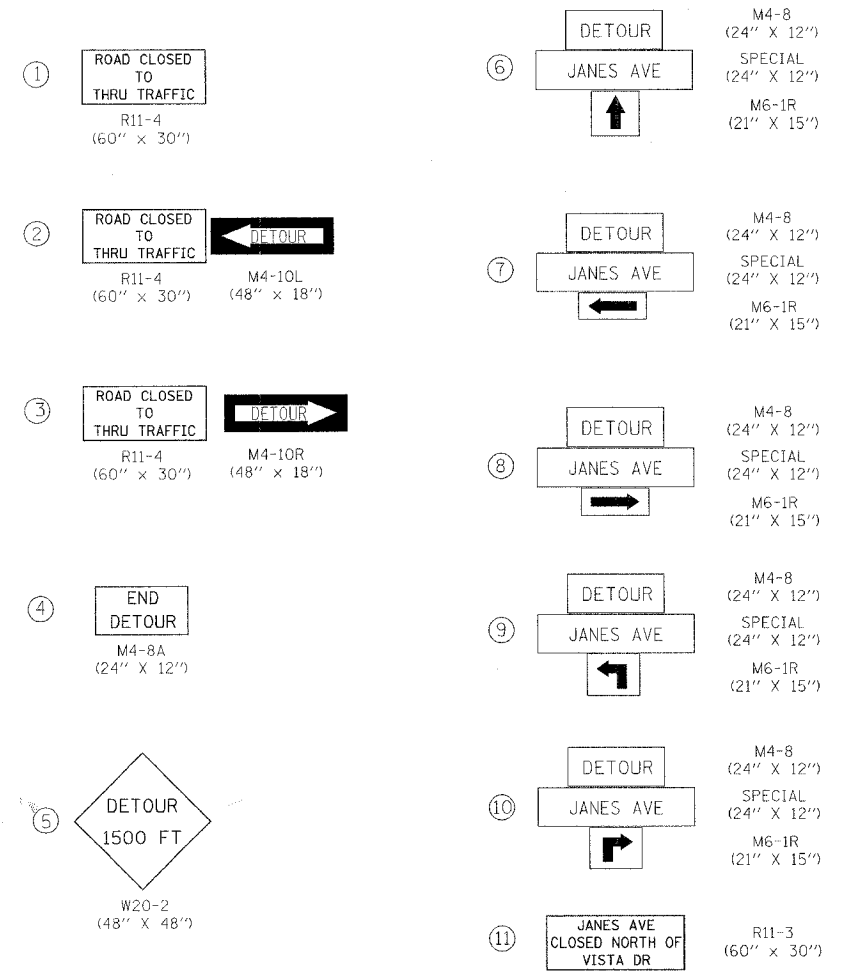 1
ROAD CLOSED
TO
THRU TRAFFIC
R11-4
(60" x 30")
2
ROAD CLOSED
TO
THRU TRAFFIC
R11-4
(60" x 30")
DETOUR
M4-10L
(48" x 18")
3
ROAD CLOSED
TO
THRU TRAFFIC
R11-4
(60" x 30")
DETOUR
M4-10R
(48" x 18")
4
END
DETOUR
M4-8A
(24" X 12")
5
DETOUR
1500 FT
W20-2
(48" X 48")
6
DETOUR
JANES AVE
M4-8
(24" X 12")
SPECIAL
(24" X 12")
M6-1R
(21" X 15")
7
DETOUR
JANES AVE
M4-8
(24" X 12")
SPECIAL
(24" X 12")
M6-1R
(21" X 15")
8
DETOUR
JANES AVE
M4-8
(24" X 12")
SPECIAL
(24" X 12")
M6-1R
(21" X 15")
9
DETOUR
JANES AVE
M4-8
(24" X 12")
SPECIAL
(24" X 12")
M6-1R
(21" X 15")
10
DETOUR
JANES AVE
M4-8
(24" X 12")
SPECIAL
(24" X 12")
M6-1R
(21" X 15")
11
JANES AVE
CLOSED NORTH OF
VISTA DR
R11-3
(60" x 30")